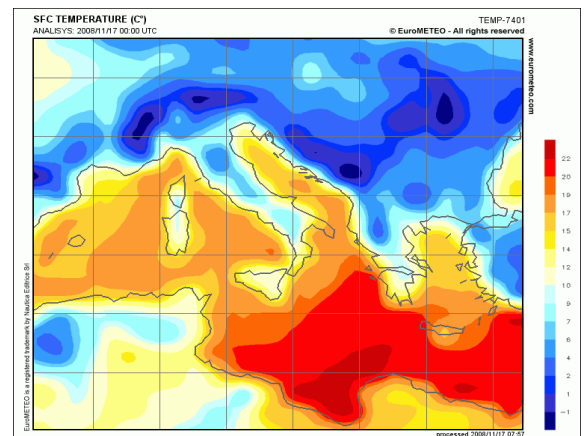 SFC TEMPERATURE (C°)
TEMP-7401
ANALISYS: 2008/11/17 00:00 UTC
© EuroMETEO - All rights reserved
www.eurometeo.com
EuroMETEO is a registered trademark by Nautica Editrice Srl
22
20
19
17
15
14
12
10
9
7
6
4
2
1
-1
processed 2008/11/17 07:57